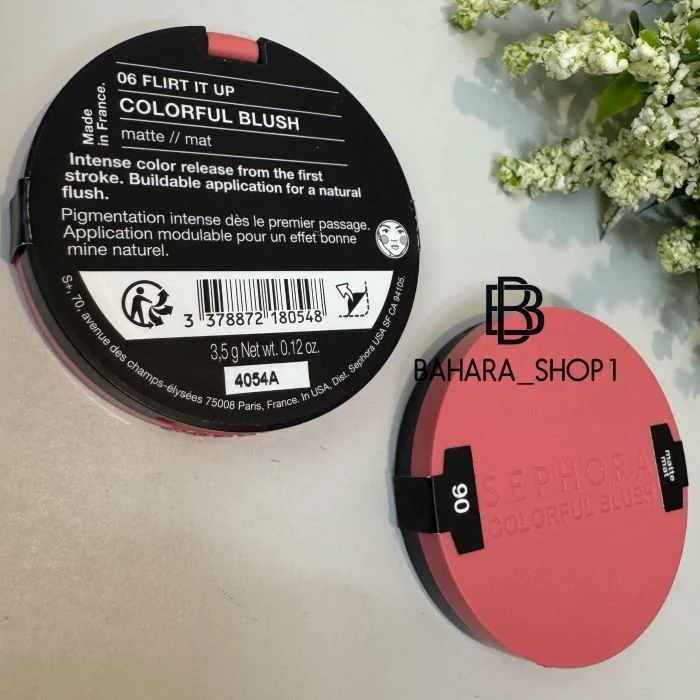 Made
in France.
06 FLIRT IT UP
COLORFUL BLUSH
matte // mat
Intense color release from the first
stroke. Buildable application for a natural
flush.
Pigmentation intense dès le premier passage.
Application modulable pour un effet bonne
mine naturel.
3 378872 180548
3,5 g Net wt. 0.12 oz.
4054A
S+, 70, avenue des champs-élysées 75008 Paris, France. In USA, Dist. Sephora USA SF CA 94105.
BAHARA_SHOP1
SEPHORA
COLORFUL BLUSH
06
matte
mat